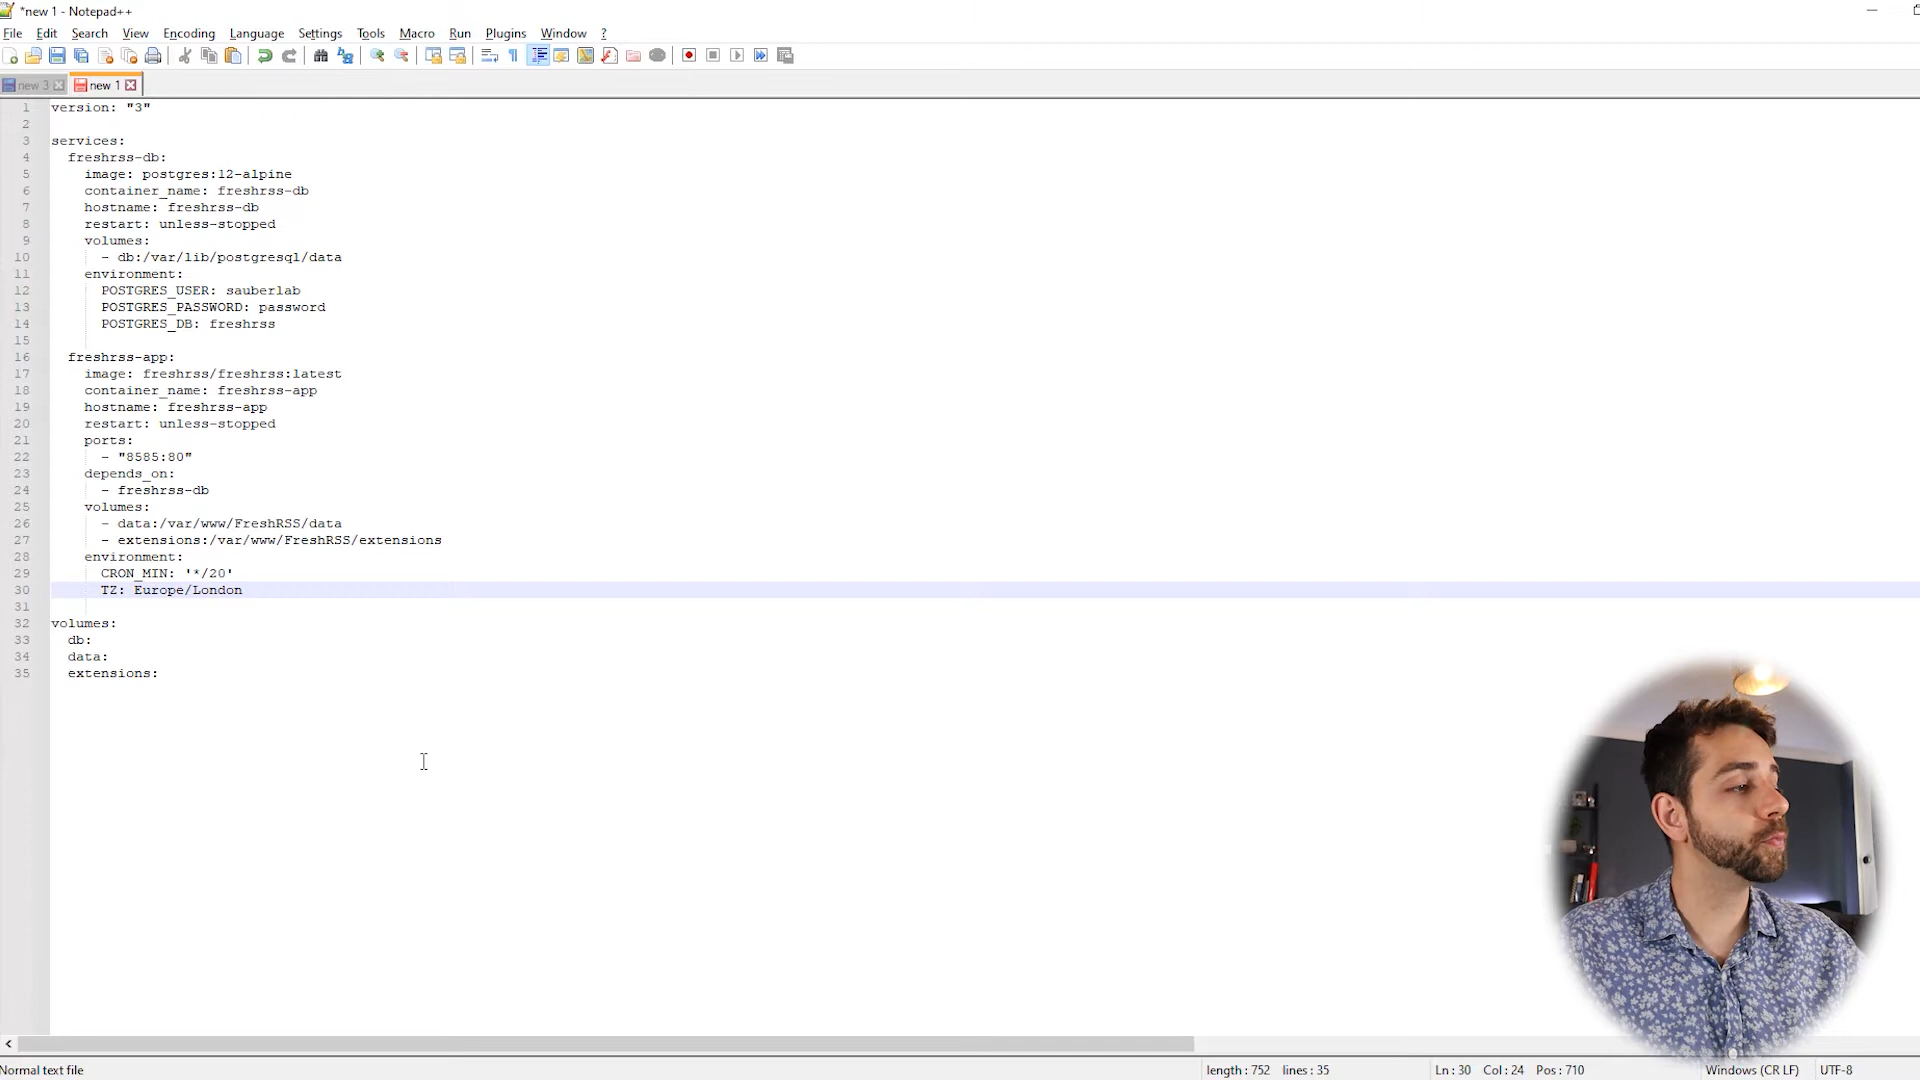 *new 1 - Notepad++
File Edit Search View Encoding Language Settings Tools Macro Run Plugins Window ?
new 3 new 1
1 version: "3"
2
3 services:
4   freshrss-db:
5     image: postgres:12-alpine
6     container_name: freshrss-db
7     hostname: freshrss-db
8     restart: unless-stopped
9     volumes:
10       - db:/var/lib/postgresql/data
11     environment:
12       POSTGRES_USER: sauberlab
13       POSTGRES_PASSWORD: password
14       POSTGRES_DB: freshrss
15
16   freshrss-app:
17     image: freshrss/freshrss:latest
18     container_name: freshrss-app
19     hostname: freshrss-app
20     restart: unless-stopped
21     ports:
22       - "8585:80"
23     depends_on:
24       - freshrss-db
25     volumes:
26       - data:/var/www/FreshRSS/data
27       - extensions:/var/www/FreshRSS/extensions
28     environment:
29       CRON_MIN: '*/20'
30       TZ: Europe/London
31
32 volumes:
33   db:
34   data:
35   extensions:
Normal text file length : 752 lines : 35 Ln : 30 Col : 24 Pos : 710 Windows (CR LF) UTF-8